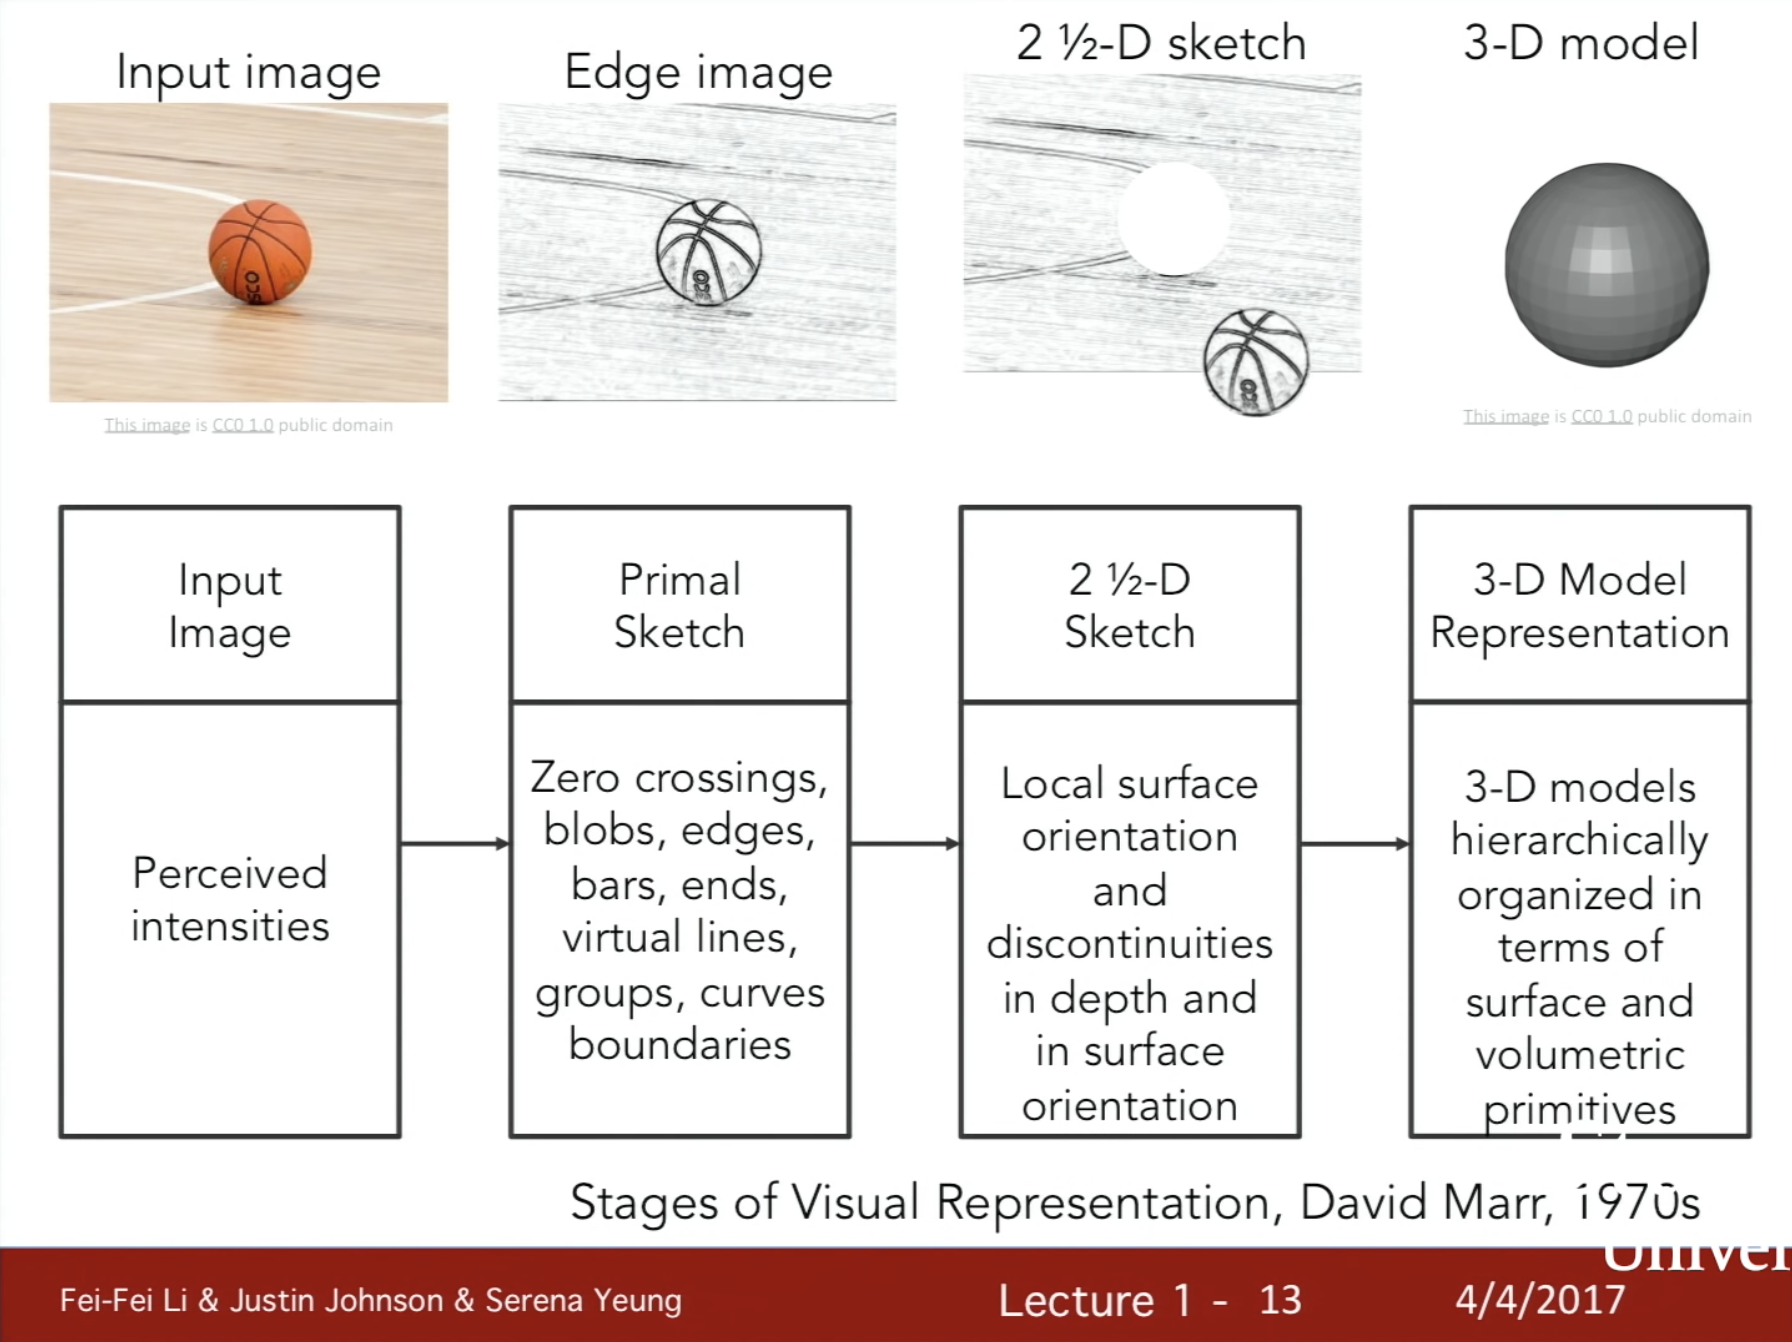 Input image
Edge image
2 ½-D sketch
3-D model
This image is CC0 1.0 public domain
This image is CC0 1.0 public domain
Input
Image
Perceived
intensities
Primal
Sketch
Zero crossings,
blobs, edges,
bars, ends,
virtual lines,
groups, curves
boundaries
2 ½-D
Sketch
Local surface
orientation
and
discontinuities
in depth and
in surface
orientation
3-D Model
Representation
3-D models
hierarchically
organized in
terms of
surface and
volumetric
primitives
Stages of Visual Representation, David Marr, 1970s
Fei-Fei Li & Justin Johnson & Serena Yeung
Lecture 1 - 13
4/4/2017